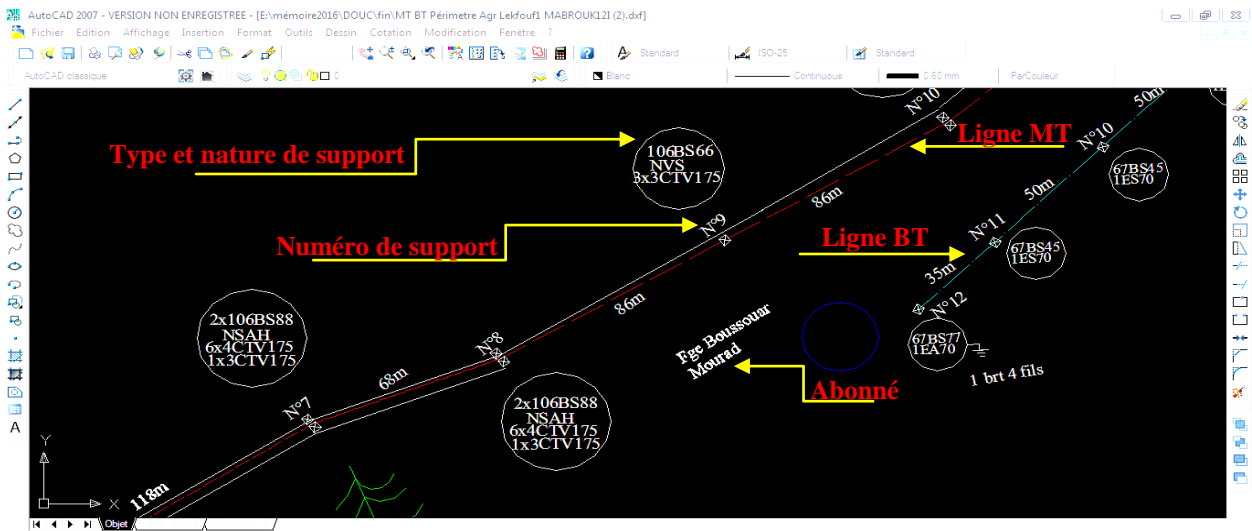 AutoCAD 2007 - VERSION NON ENREGISTREE - [E:\mémoire2016\DOUC\fin\MT BT Périmetre Agr Lekfouf1 MABROUK12I (2).dxf]
Fichier Edition Affichage Insertion Format Outils Dessin Cotation Modification Fenêtre ?
Standard ISO-25 Standard
AutoCAD classique 0 Blanc Continuous 0.60 mm ParCouleur
N°10
50m
Ligne MT
N°10
Type et nature de support
106BS66
NVS
3x3CTV175
67BS45
1ES70
86m
50m
N°9
N°11
Numéro de support
Ligne BT
67BS45
1ES70
35m
86m
N°12
2x106BS88
NSAH
6x4CTV175
1x3CTV175
Fge Boussouar
Mourad
67BS77
1EA70
N°8
1 brt 4 fils
68m
Abonné
N°7
2x106BS88
NSAH
6x4CTV175
1x3CTV175
A
Y
X
118m
Objet